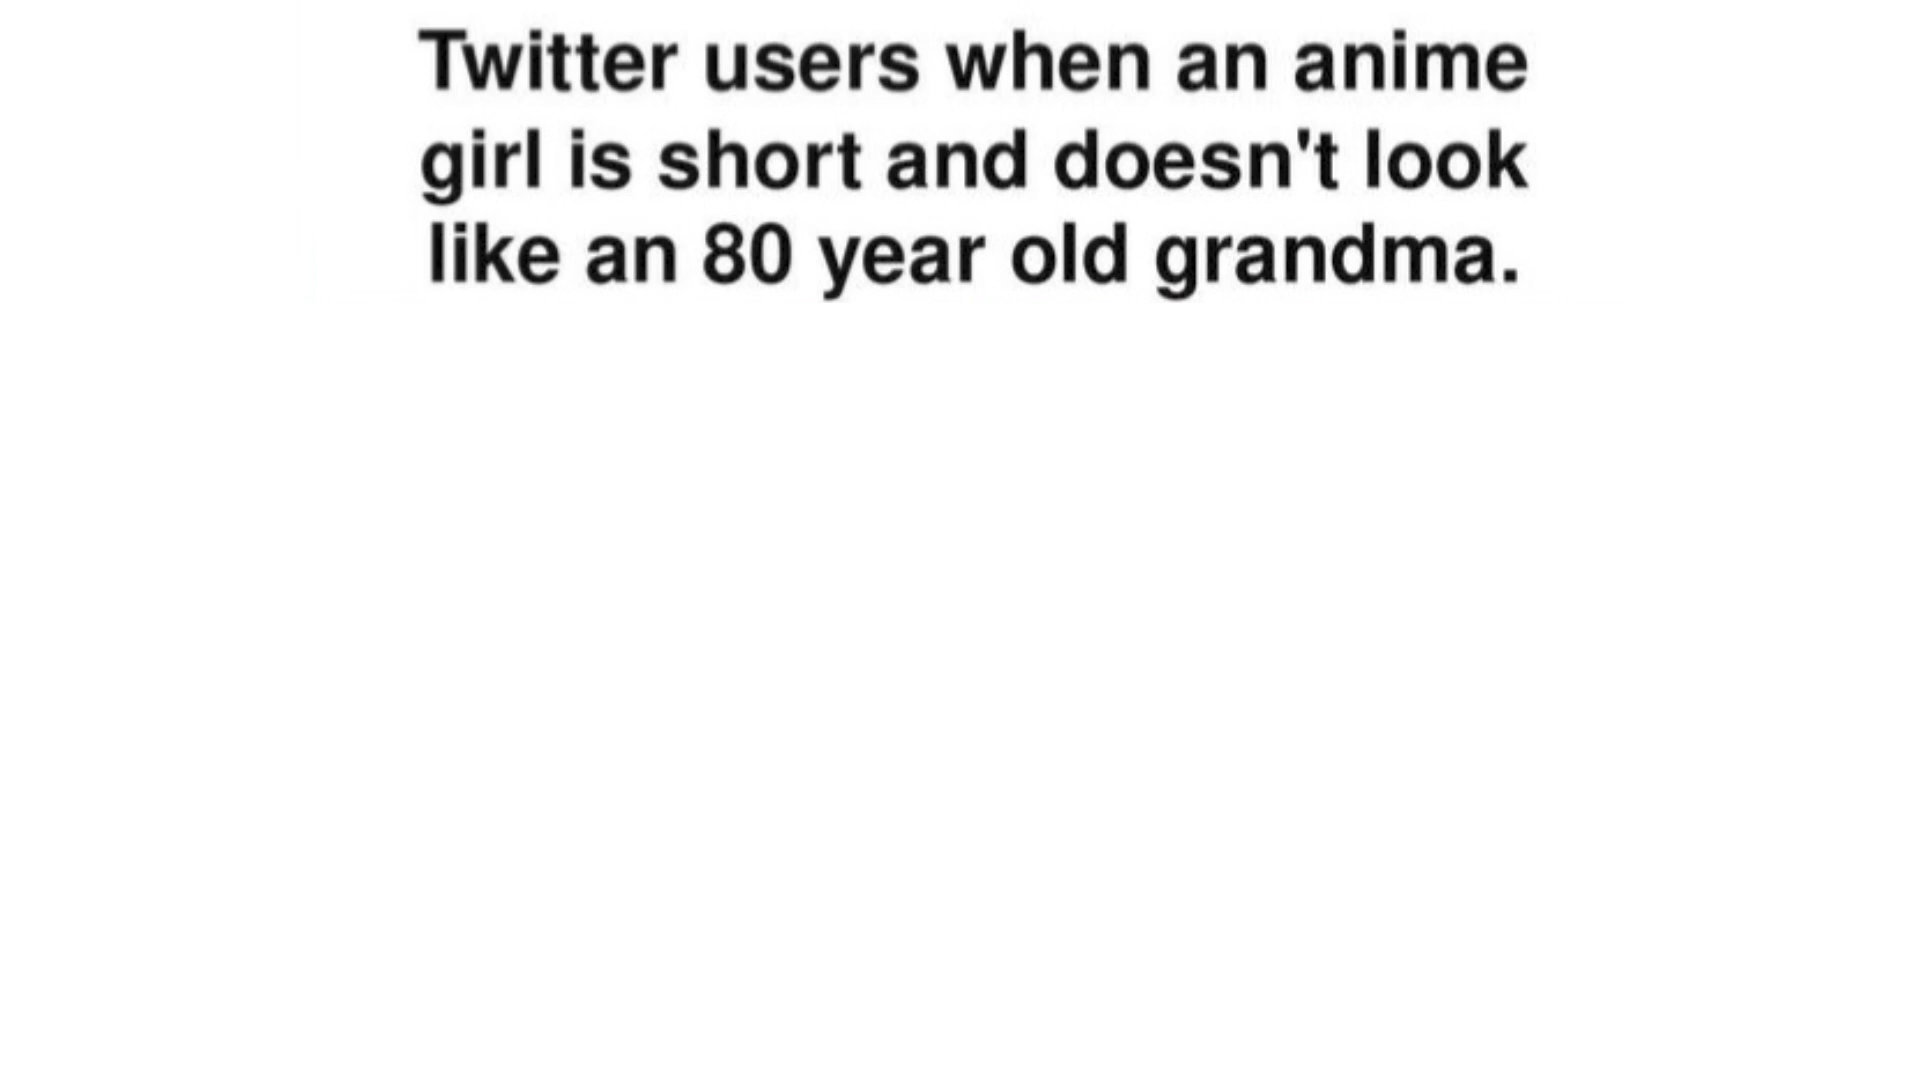 Twitter users when an anime
girl is short and doesn't look
like an 80 year old grandma.